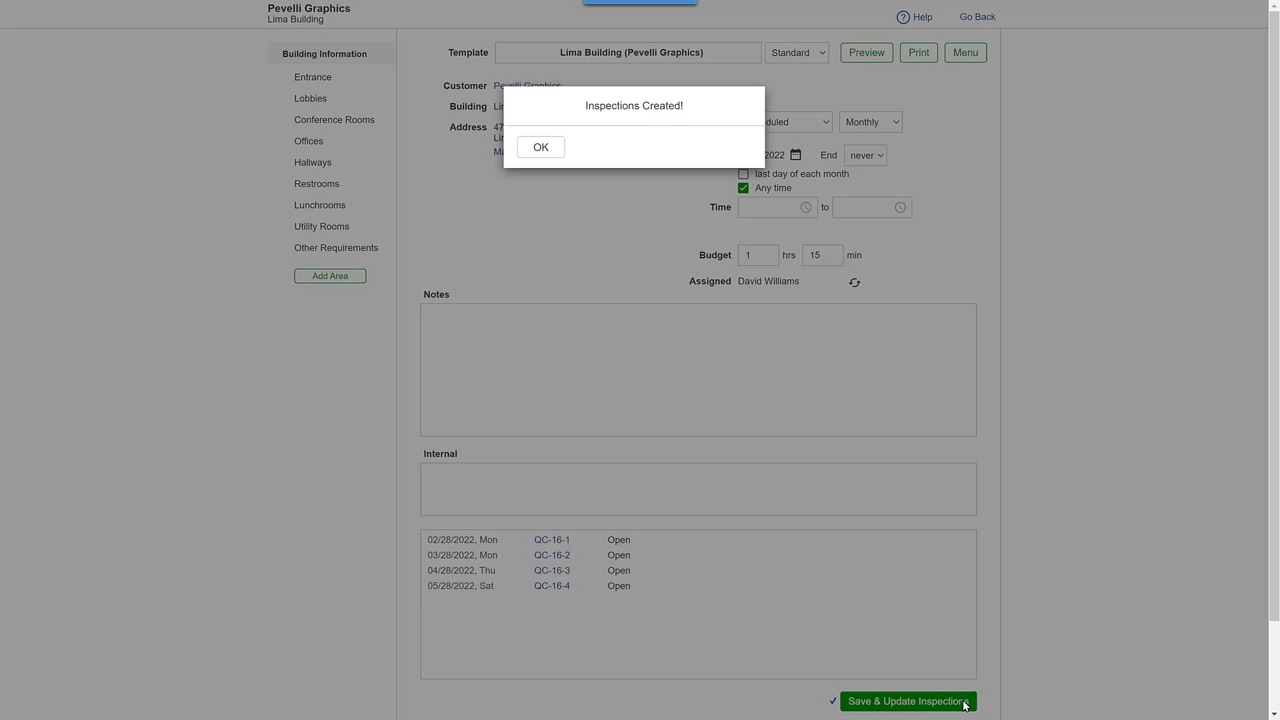 Pevelli Graphics
Lima Building
Help
Go Back
Building Information
Entrance
Lobbies
Conference Rooms
Offices
Hallways
Restrooms
Lunchrooms
Utility Rooms
Other Requirements
Add Area
Template
Lima Building (Pevelli Graphics)
Standard
Preview
Print
Menu
Customer
Building
Address
47
Inspections Created!
OK
Monthly
2022
End
never
last day of each month
Any time
Time
to
Budget
1
hrs
15
min
Assigned
David Williams
Notes
Internal
02/28/2022, Mon QC-16-1 Open
03/28/2022, Mon QC-16-2 Open
04/28/2022, Thu QC-16-3 Open
05/28/2022, Sat QC-16-4 Open
Save & Update Inspections